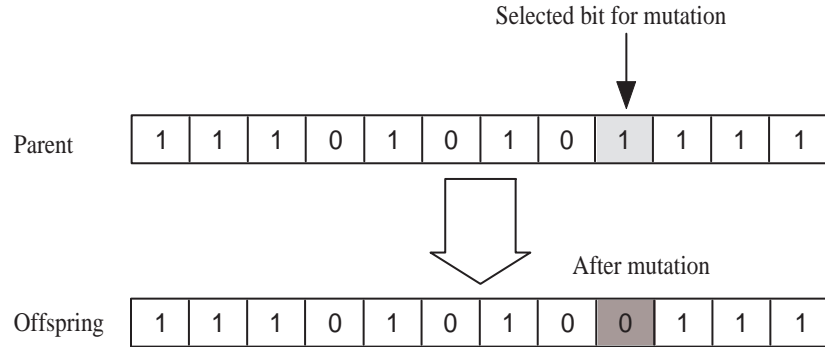 Selected bit for mutation
Parent 1 1 1 0 1 0 1 0 1 1 1 1
After mutation
Offspring 1 1 1 0 1 0 1 0 0 1 1 1